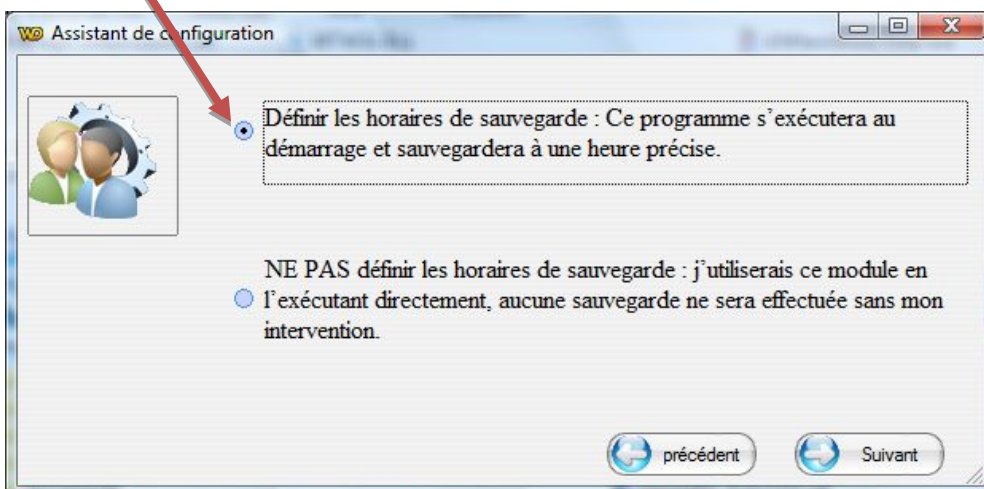 Assistant de configuration
Définir les horaires de sauvegarde : Ce programme s’exécutera au
démarrage et sauvegardera à une heure précise.
NE PAS définir les horaires de sauvegarde : j’utiliserais ce module en
l’exécutant directement, aucune sauvegarde ne sera effectuée sans mon
intervention.
précédent
Suivant